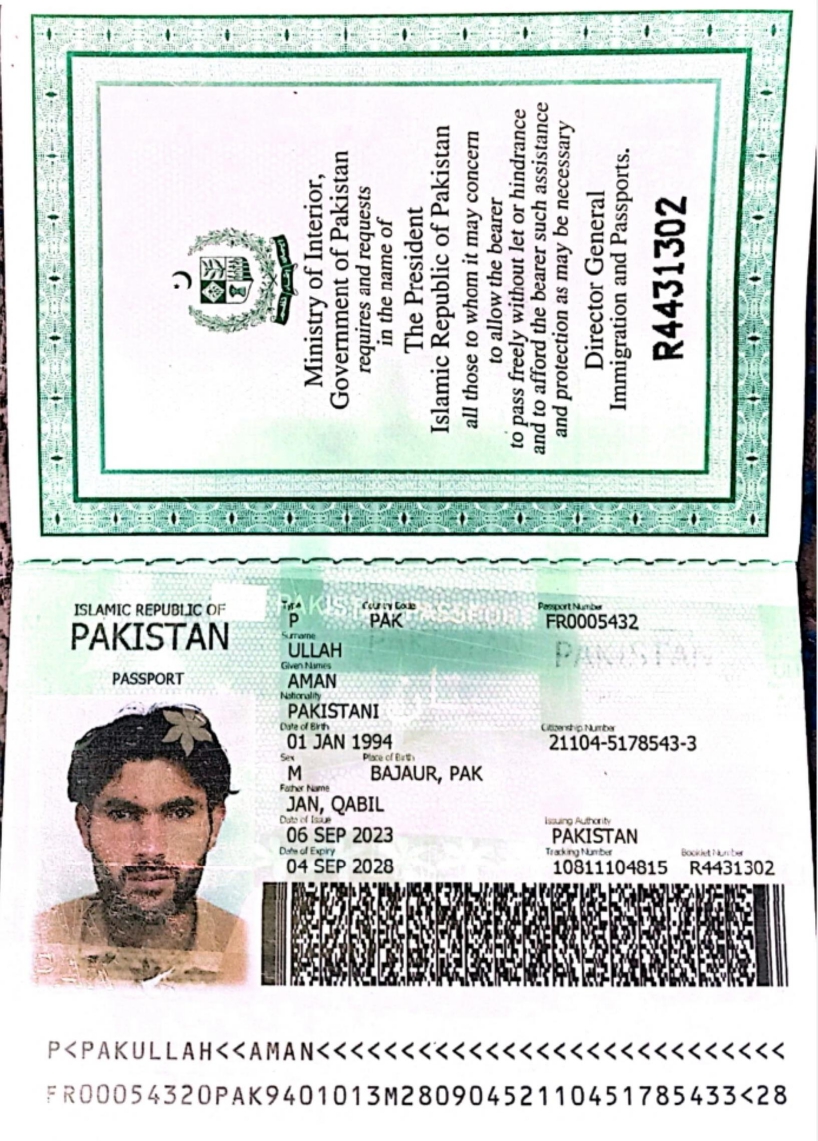 Ministry of Interior,
Government of Pakistan
requires and requests
in the name of
The President
Islamic Republic of Pakistan
all those to whom it may concern
to allow the bearer
to pass freely without let or hindrance
and to afford the bearer such assistance
and protection as may be necessary
Director General
Immigration and Passports.
R4431302
ISLAMIC REPUBLIC OF
PAKISTAN
PASSPORT
PAKISTAN PASSPORT
Type Country Code Passport Number
P PAK FR0005432
Surname
ULLAH
PAKISTAN
Given Names
AMAN
Nationality
PAKISTANI
Date of Birth Citizenship Number
01 JAN 1994 21104-5178543-3
Sex Place of Birth
M BAJAUR, PAK
Father Name
JAN, QABIL
Date of Issue Issuing Authority
06 SEP 2023 PAKISTAN
Date of Expiry Tracking Number Booklet Number
04 SEP 2028 10811104815 R4431302
P<PAKULLAH<<AMAN<<<<<<<<<<<<<<<<<<<<<<<<<<<<
FR00054320PAK9401013M28090452110451785433<28